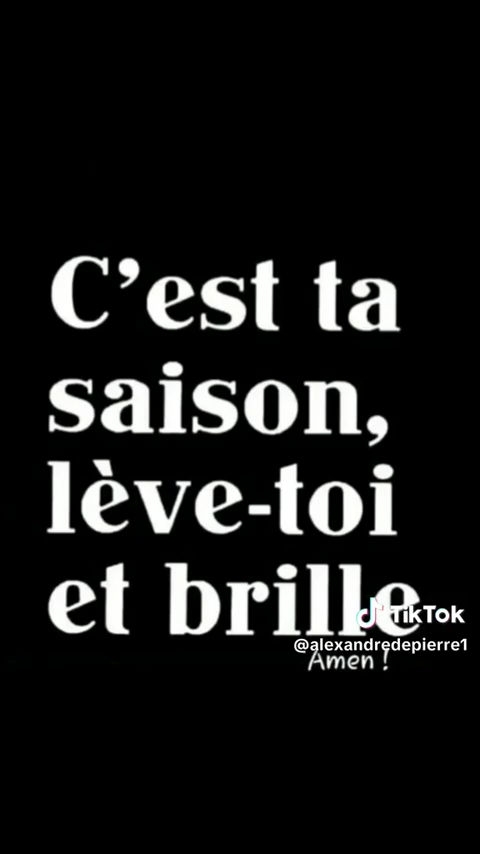 C’est ta
saison,
lève-toi
et brille
TikTok
@alexandredepierre1
Amen !